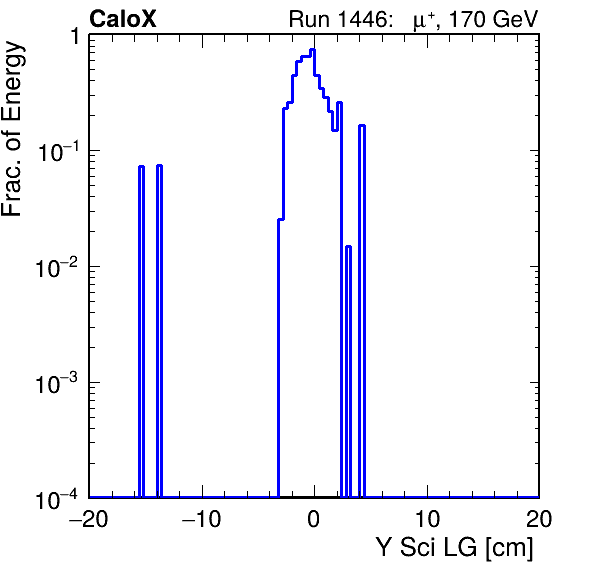 CaloX Run 1446: μ⁺, 170 GeV
Frac. of Energy
1
10⁻¹
10⁻²
10⁻³
10⁻⁴
−20 −10 0 10 20
Y Sci LG [cm]